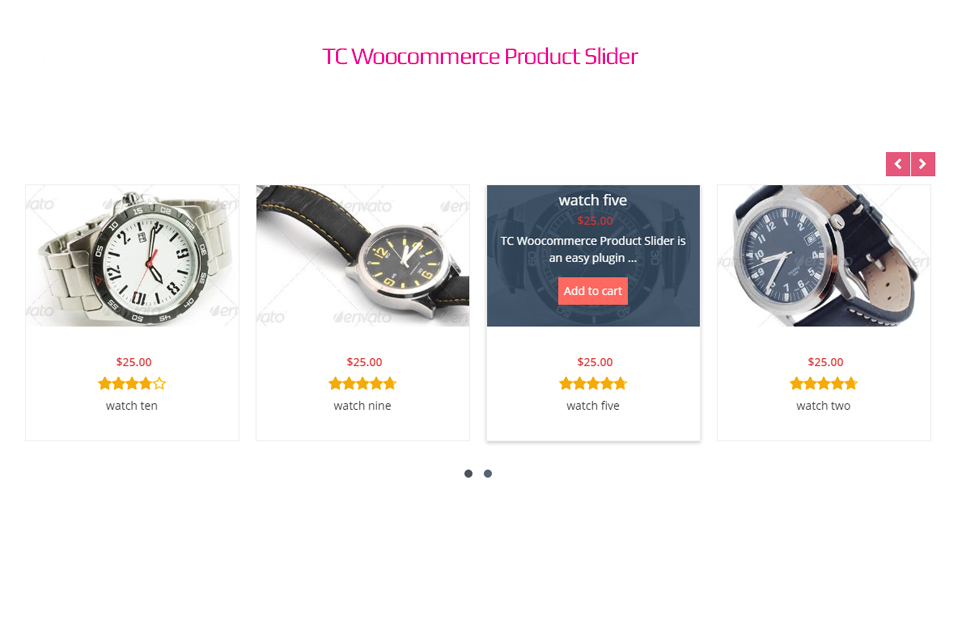 TC Woocommerce Product Slider
watch five
$25.00
TC Woocommerce Product Slider is
an easy plugin ...
Add to cart
$25.00
watch ten
$25.00
watch nine
$25.00
watch five
$25.00
watch two